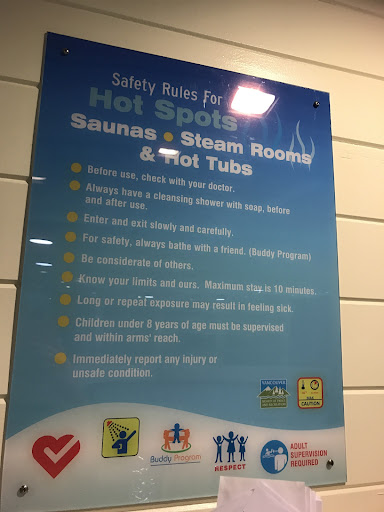 Safety Rules For
Hot Spots
Saunas • Steam Rooms
& Hot Tubs
Before use, check with your doctor.
Always have a cleansing shower with soap, before
and after use.
Enter and exit slowly and carefully.
For safety, always bathe with a friend. (Buddy Program)
Be considerate of others.
Know your limits and ours. Maximum stay is 10 minutes.
Long or repeat exposure may result in feeling sick.
Children under 8 years of age must be supervised
and within arms' reach.
Immediately report any injury or
unsafe condition.
VANCOUVER
CAUTION
Buddy Program
RESPECT
ADULT
SUPERVISION
REQUIRED